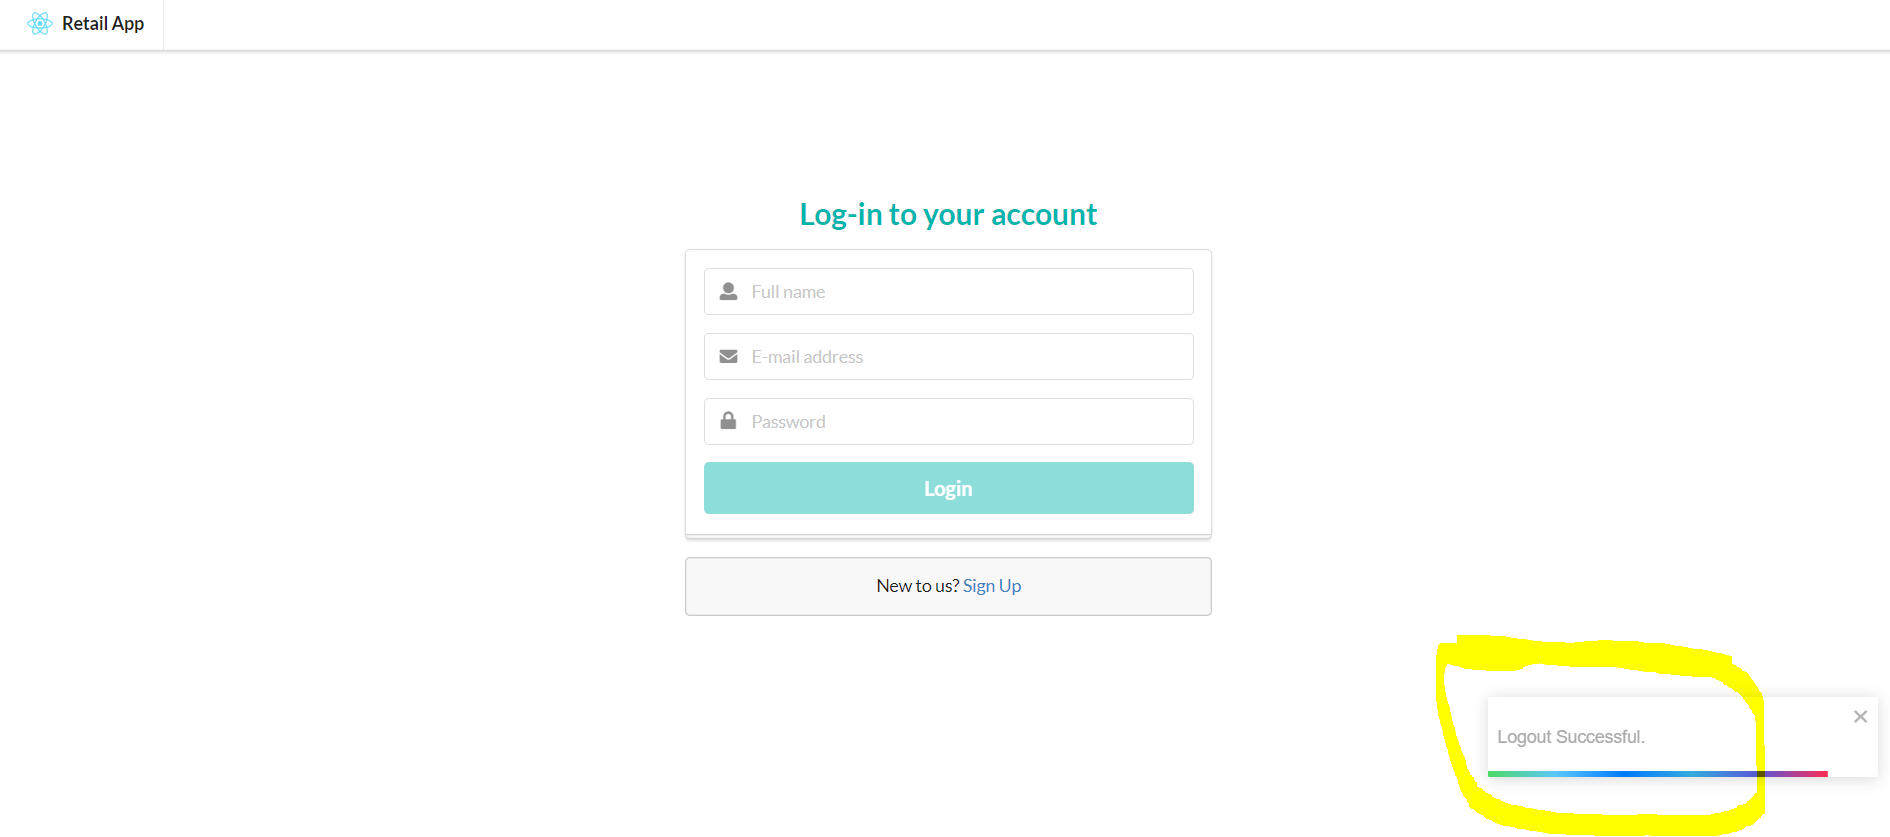 Retail App
Log-in to your account
Full name
E-mail address
Password
Login
New to us? Sign Up
Logout Successful.